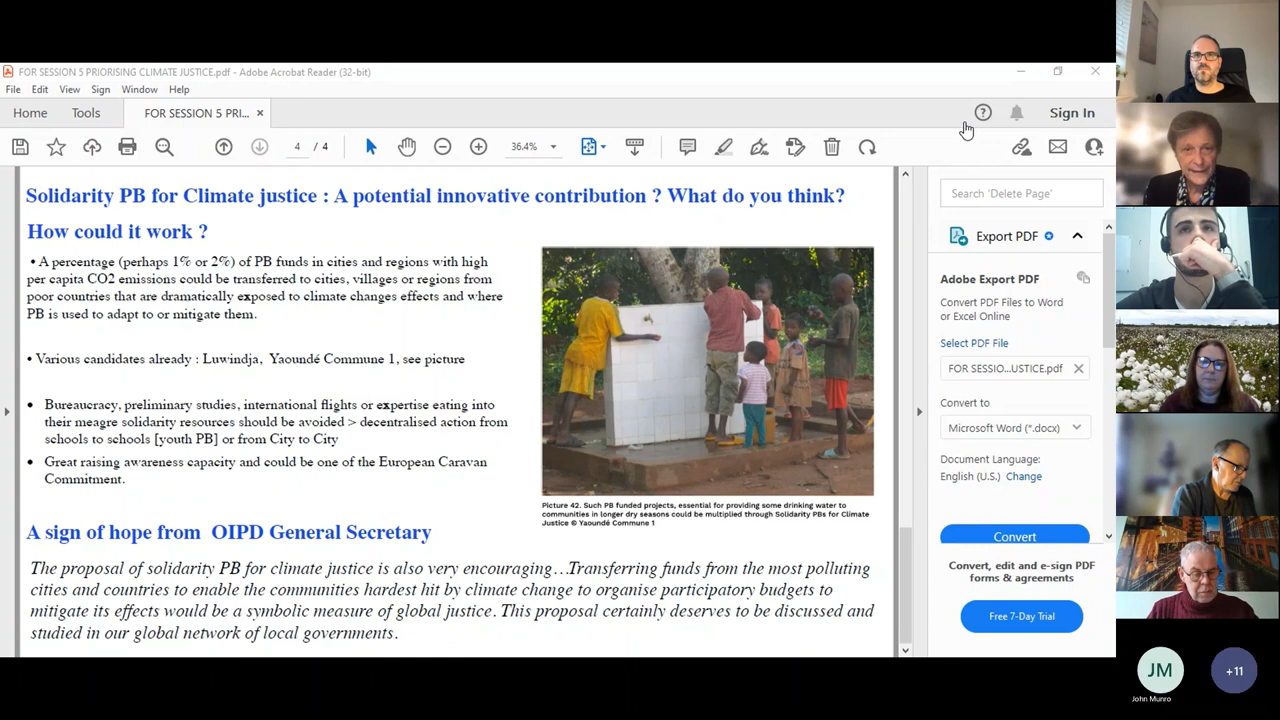 FOR SESSION 5 PRIORISING CLIMATE JUSTICE.pdf - Adobe Acrobat Reader (32-bit)
File Edit View Sign Window Help
Home Tools FOR SESSION 5 PRI... × Sign In
4 / 4 36.4%
Solidarity PB for Climate justice : A potential innovative contribution ? What do you think?
How could it work ?
• A percentage (perhaps 1% or 2%) of PB funds in cities and regions with high
per capita CO2 emissions could be transferred to cities, villages or regions from
poor countries that are dramatically exposed to climate changes effects and where
PB is used to adapt to or mitigate them.
• Various candidates already : Luwindja, Yaoundé Commune 1, see picture
• Bureaucracy, preliminary studies, international flights or expertise eating into
their meagre solidarity resources should be avoided > decentralised action from
schools to schools [youth PB] or from City to City
• Great raising awareness capacity and could be one of the European Caravan
Commitment.
Picture 42. Such PB funded projects, essential for providing some drinking water to
communities in longer dry seasons could be multiplied through Solidarity PBs for Climate
Justice © Yaoundé Commune 1
A sign of hope from OIPD General Secretary
The proposal of solidarity PB for climate justice is also very encouraging…Transferring funds from the most polluting
cities and countries to enable the communities hardest hit by climate change to organise participatory budgets to
mitigate its effects would be a symbolic measure of global justice. This proposal certainly deserves to be discussed and
studied in our global network of local governments.
Search 'Delete Page'
Export PDF
Adobe Export PDF
Convert PDF Files to Word
or Excel Online
Select PDF File
FOR SESSIO...USTICE.pdf
Convert to
Microsoft Word (*.docx)
Document Language:
English (U.S.) Change
Convert
Convert, edit and e-sign PDF
forms & agreements
Free 7-Day Trial
JM
John Munro
+11